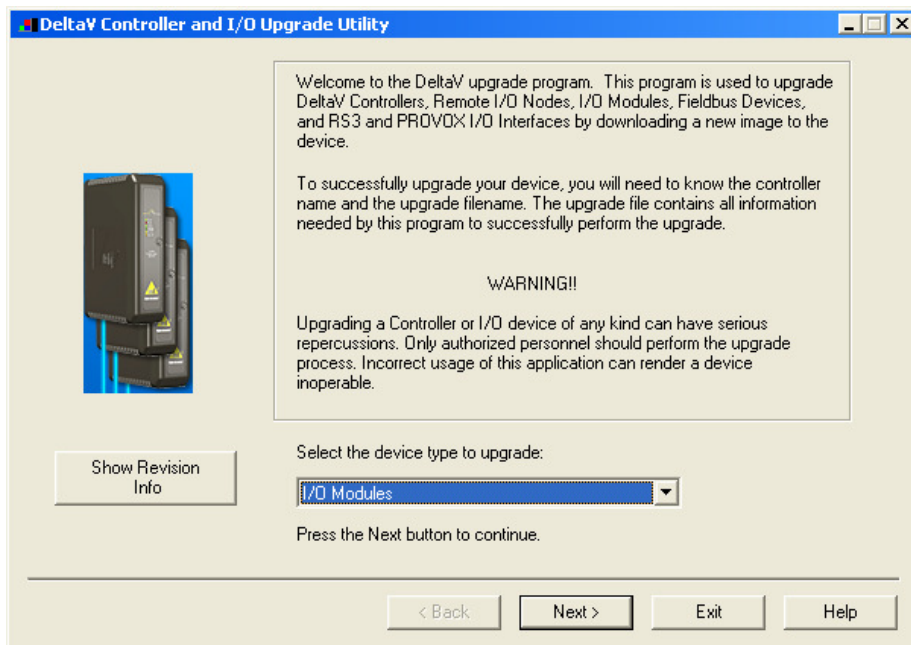 DeltaV Controller and I/O Upgrade Utility
Welcome to the DeltaV upgrade program. This program is used to upgrade
DeltaV Controllers, Remote I/O Nodes, I/O Modules, Fieldbus Devices,
and RS3 and PROVOX I/O Interfaces by downloading a new image to the
device.
To successfully upgrade your device, you will need to know the controller
name and the upgrade filename. The upgrade file contains all information
needed by this program to successfully perform the upgrade.
WARNING!!
Upgrading a Controller or I/O device of any kind can have serious
repercussions. Only authorized personnel should perform the upgrade
process. Incorrect usage of this application can render a device
inoperable.
Show Revision
Info
Select the device type to upgrade:
I/O Modules
Press the Next button to continue.
< Back
Next >
Exit
Help